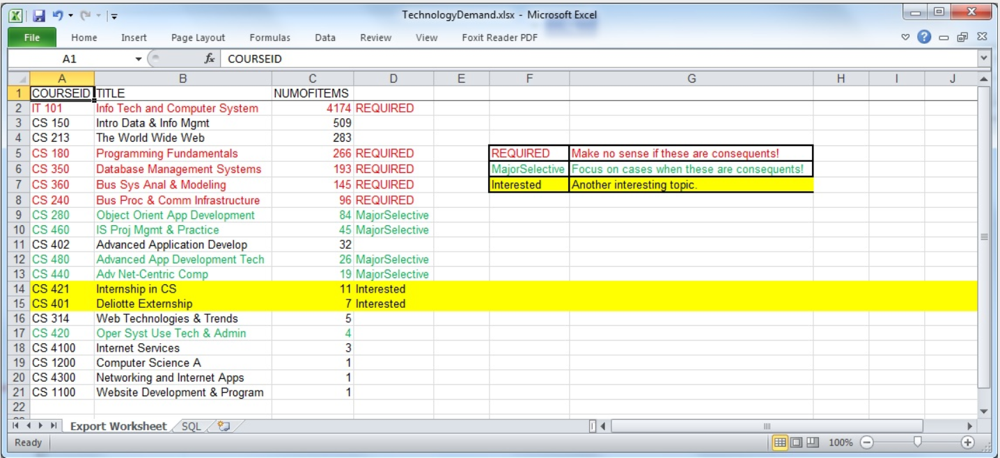 TechnologyDemand.xlsx - Microsoft Excel
File Home Insert Page Layout Formulas Data Review View Foxit Reader PDF
A1 fx COURSEID
A B C D E F G H I J
1 COURSEID TITLE NUMOFITEMS
2 IT 101 Info Tech and Computer System 4174 REQUIRED
3 CS 150 Intro Data & Info Mgmt 509
4 CS 213 The World Wide Web 283
5 CS 180 Programming Fundamentals 266 REQUIRED REQUIRED Make no sense if these are consequents!
6 CS 350 Database Management Systems 193 REQUIRED MajorSelective Focus on cases when these are consequents!
7 CS 360 Bus Sys Anal & Modeling 145 REQUIRED Interested Another interesting topic.
8 CS 240 Bus Proc & Comm Infrastructure 96 REQUIRED
9 CS 280 Object Orient App Development 84 MajorSelective
10 CS 460 IS Proj Mgmt & Practice 45 MajorSelective
11 CS 402 Advanced Application Develop 32
12 CS 480 Advanced App Development Tech 26 MajorSelective
13 CS 440 Adv Net-Centric Comp 19 MajorSelective
14 CS 421 Internship in CS 11 Interested
15 CS 401 Deliotte Externship 7 Interested
16 CS 314 Web Technologies & Trends 5
17 CS 420 Oper Syst Use Tech & Admin 4
18 CS 4100 Internet Services 3
19 CS 1200 Computer Science A 1
20 CS 4300 Networking and Internet Apps 1
21 CS 1100 Website Development & Program 1
22
Export Worksheet SQL
Ready 100%